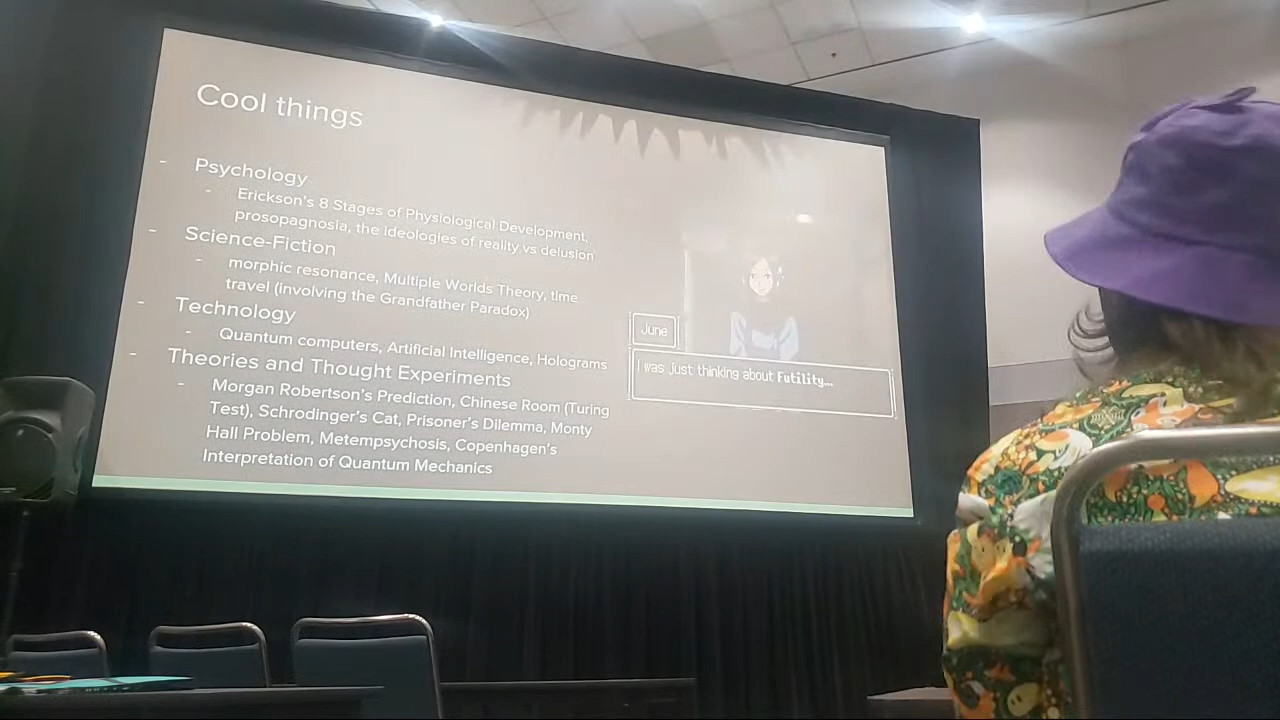 Cool things
- Psychology
- Erickson's 8 Stages of Physiological Development,
prosopagnosia, the ideologies of reality vs delusion
- Science-Fiction
- morphic resonance, Multiple Worlds Theory, time
travel (involving the Grandfather Paradox)
- Technology
- Quantum computers, Artificial Intelligence, Holograms
- Theories and Thought Experiments
- Morgan Robertson's Prediction, Chinese Room (Turing
Test), Schrodinger's Cat, Prisoner's Dilemma, Monty
Hall Problem, Metempsychosis, Copenhagen's
Interpretation of Quantum Mechanics
June
I was just thinking about Futility...